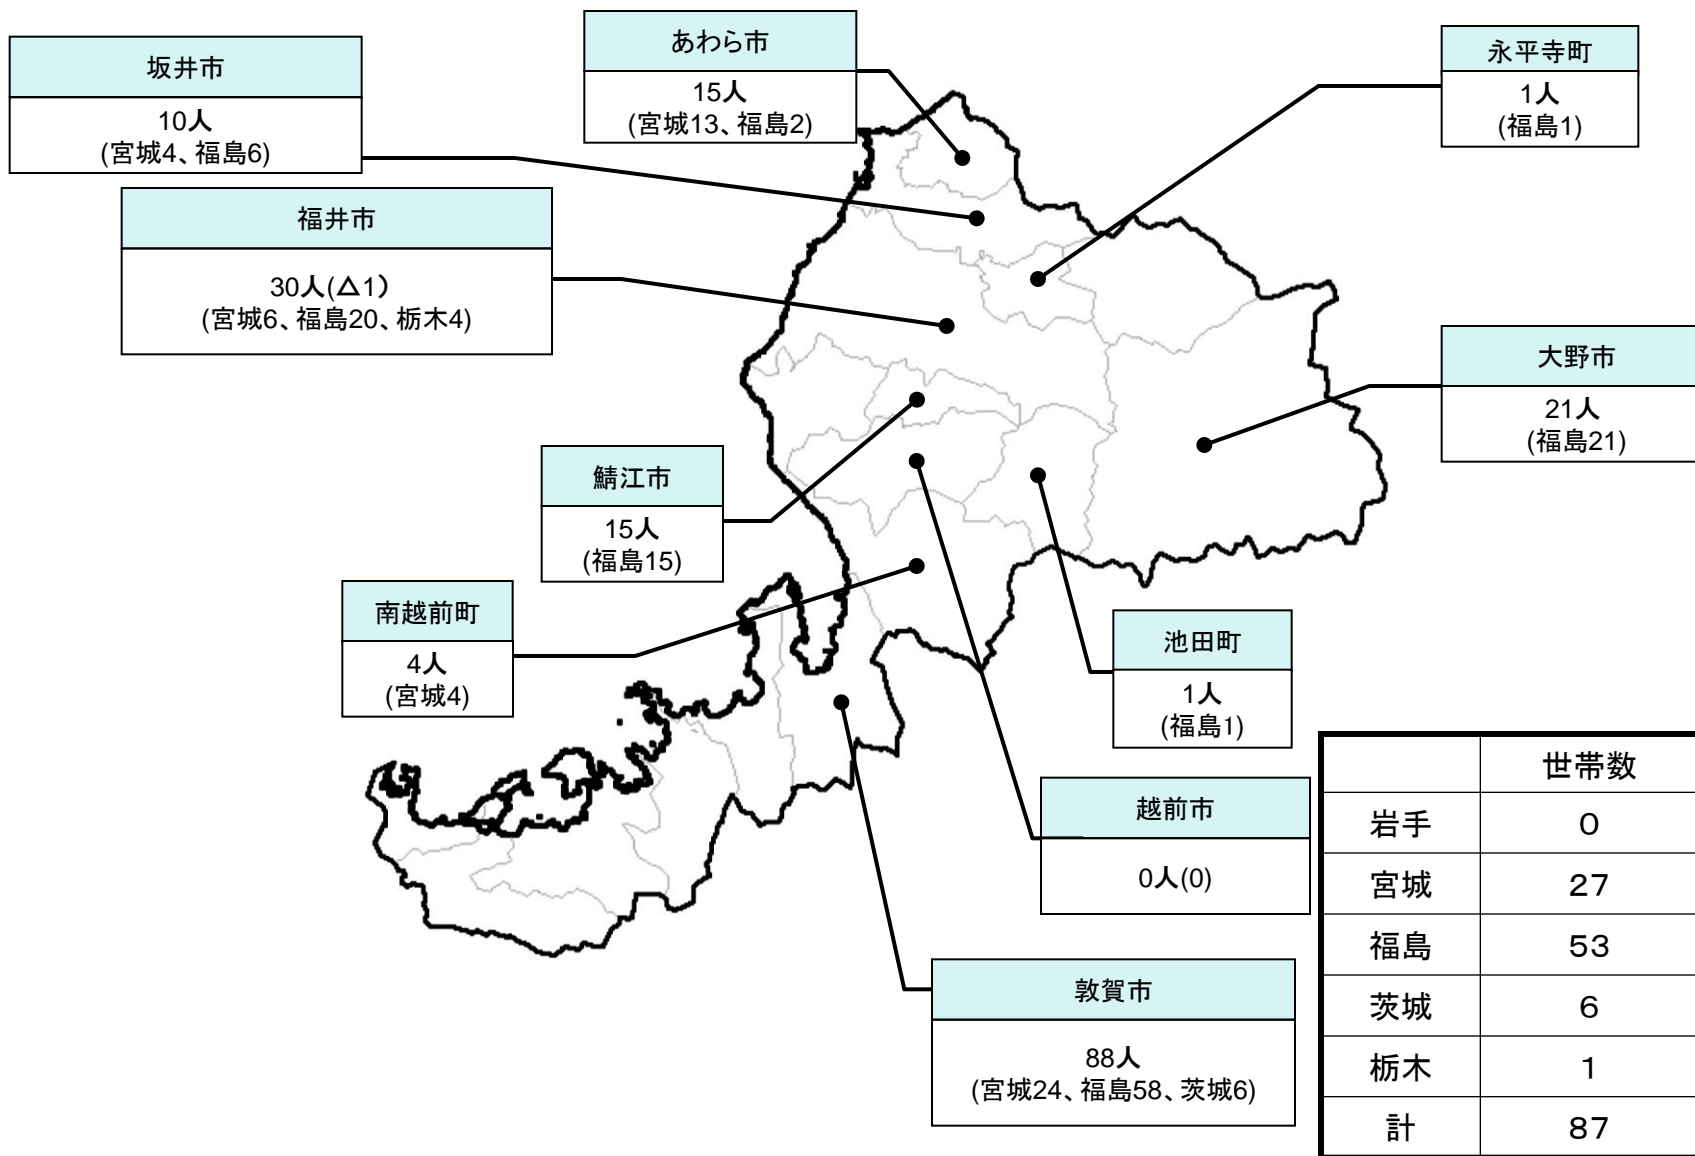 あわら市
15人
(宮城13、福島2)
永平寺町
1人
(福島1)
坂井市
10人
(宮城4、福島6)
福井市
30人(△1)
(宮城6、福島20、栃木4)
大野市
21人
(福島21)
鯖江市
15人
(福島15)
南越前町
4人
(宮城4)
池田町
1人
(福島1)
越前市
0人(0)
敦賀市
88人
(宮城24、福島58、茨城6)
世帯数
岩手 0
宮城 27
福島 53
茨城 6
栃木 1
計 87